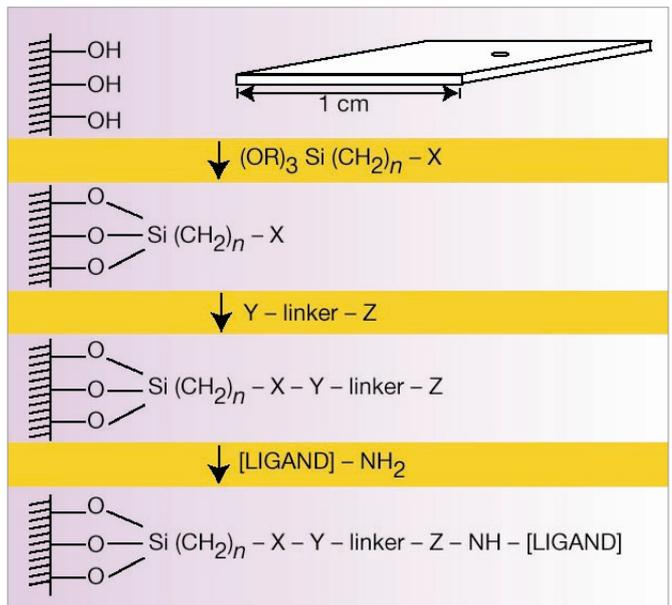 OH
OH
OH
1 cm
(OR)3 Si (CH2)n – X
O
O Si (CH2)n – X
O
Y – linker – Z
O
O Si (CH2)n – X – Y – linker – Z
O
[LIGAND] – NH2
O
O Si (CH2)n – X – Y – linker – Z – NH – [LIGAND]
O